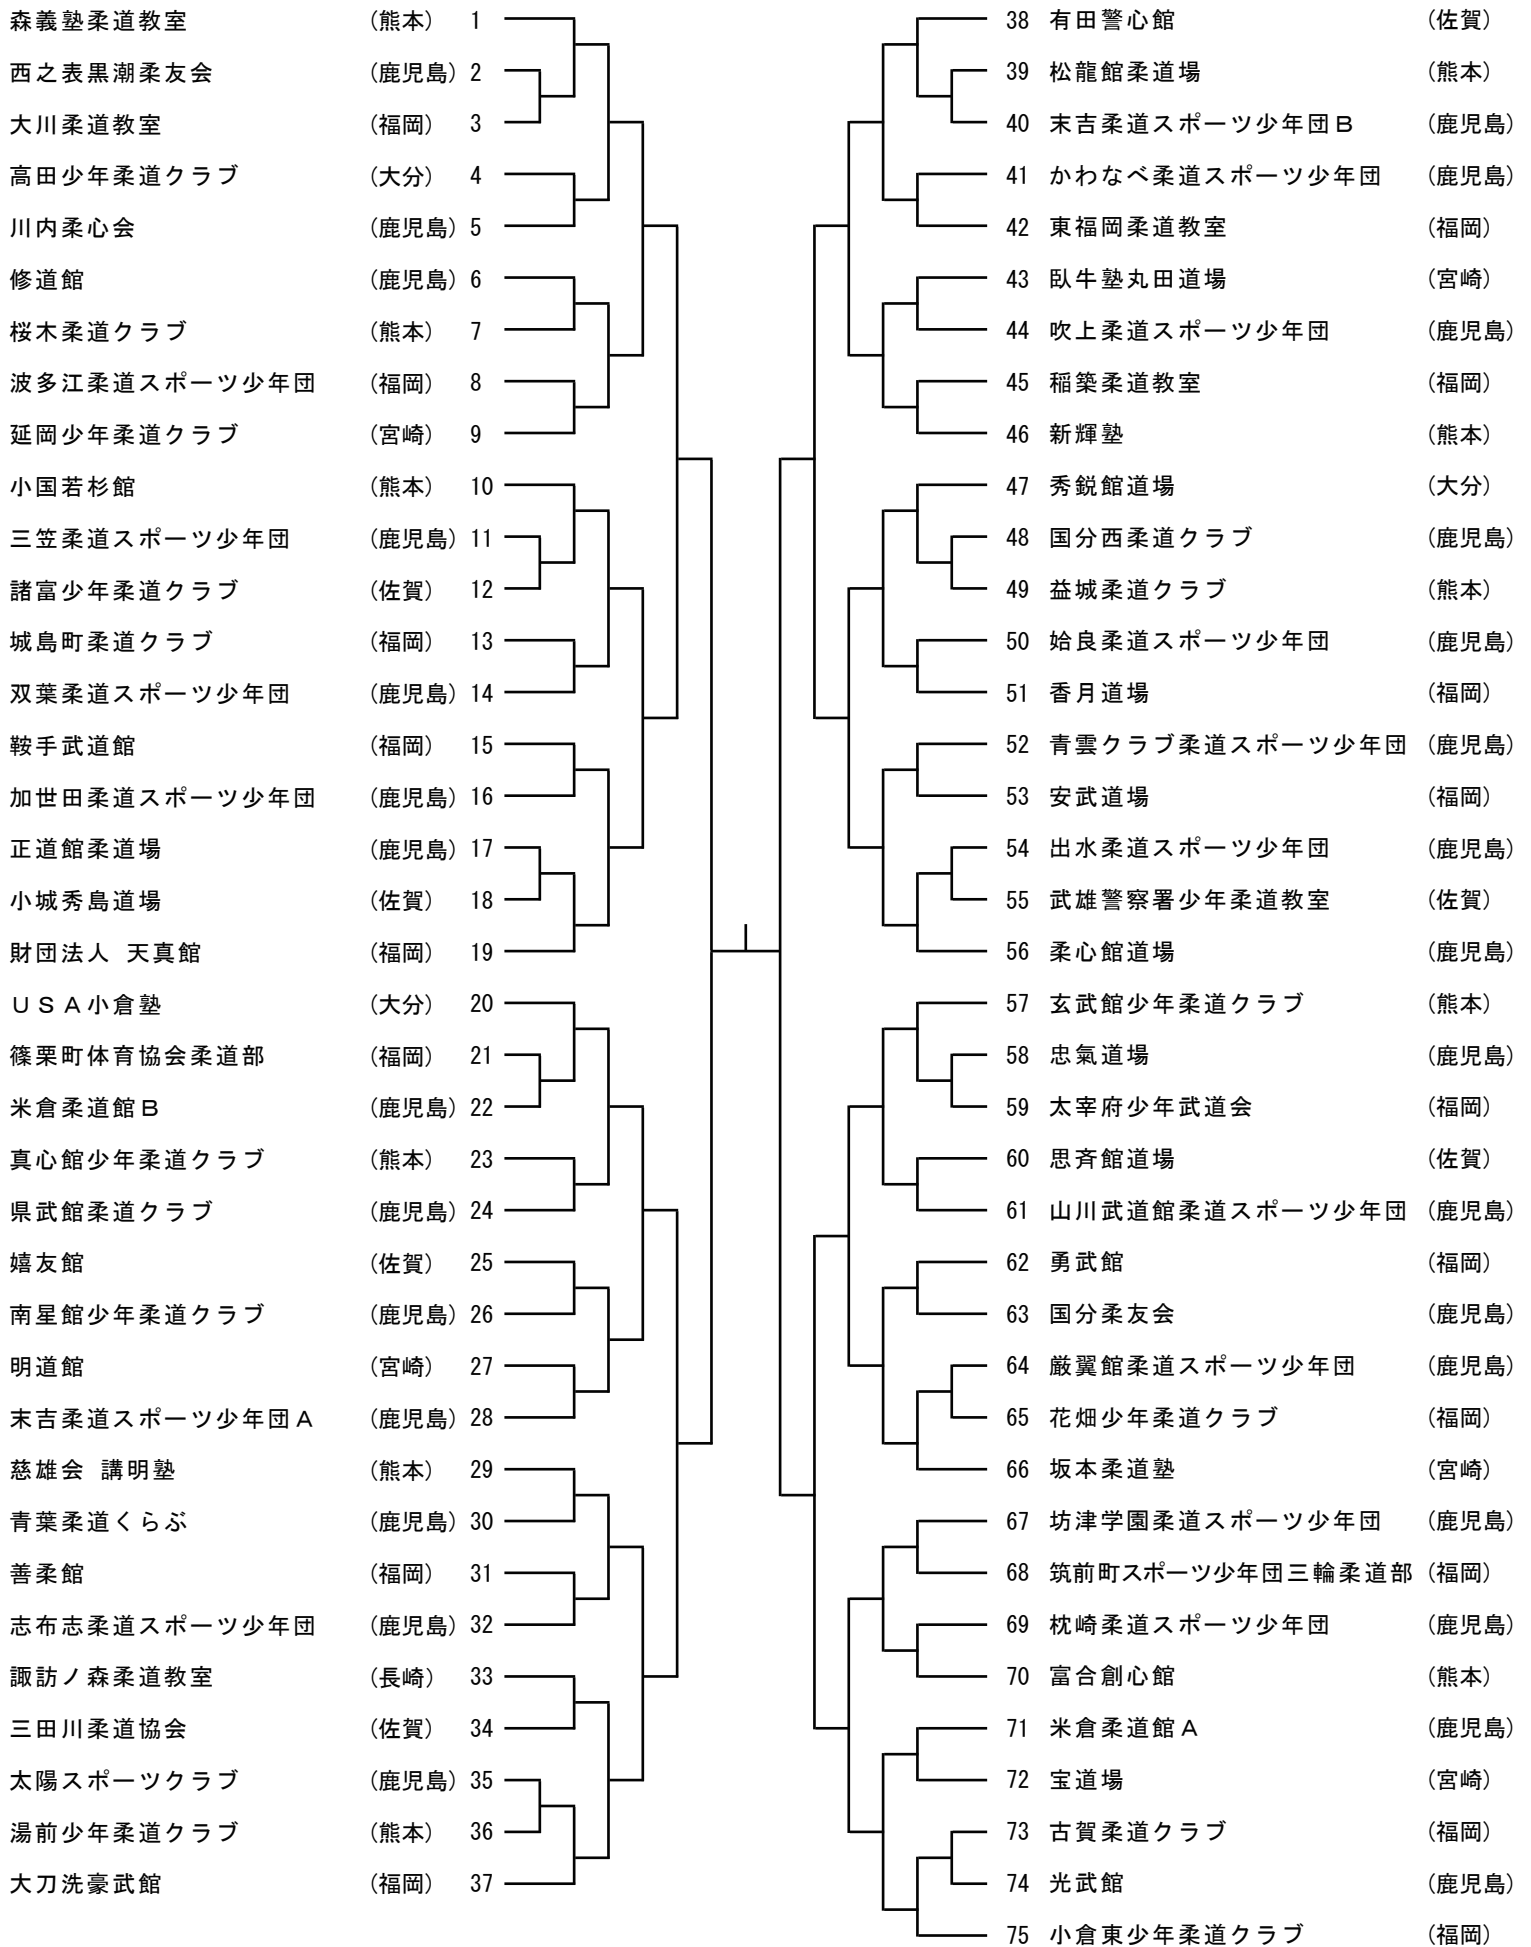 森義塾柔道教室 (熊本) 1
西之表黒潮柔友会 (鹿児島) 2
大川柔道教室 (福岡) 3
高田少年柔道クラブ (大分) 4
川内柔心会 (鹿児島) 5
修道館 (鹿児島) 6
桜木柔道クラブ (熊本) 7
波多江柔道スポーツ少年団 (福岡) 8
延岡少年柔道クラブ (宮崎) 9
小国若杉館 (熊本) 10
三笠柔道スポーツ少年団 (鹿児島) 11
諸富少年柔道クラブ (佐賀) 12
城島町柔道クラブ (福岡) 13
双葉柔道スポーツ少年団 (鹿児島) 14
鞍手武道館 (福岡) 15
加世田柔道スポーツ少年団 (鹿児島) 16
正道館柔道場 (鹿児島) 17
小城秀島道場 (佐賀) 18
財団法人 天真館 (福岡) 19
ＵＳＡ小倉塾 (大分) 20
篠栗町体育協会柔道部 (福岡) 21
米倉柔道館Ｂ (鹿児島) 22
真心館少年柔道クラブ (熊本) 23
県武館柔道クラブ (鹿児島) 24
嬉友館 (佐賀) 25
南星館少年柔道クラブ (鹿児島) 26
明道館 (宮崎) 27
末吉柔道スポーツ少年団Ａ (鹿児島) 28
慈雄会 講明塾 (熊本) 29
青葉柔道くらぶ (鹿児島) 30
善柔館 (福岡) 31
志布志柔道スポーツ少年団 (鹿児島) 32
諏訪ノ森柔道教室 (長崎) 33
三田川柔道協会 (佐賀) 34
太陽スポーツクラブ (鹿児島) 35
湯前少年柔道クラブ (熊本) 36
大刀洗豪武館 (福岡) 37
38 有田警心館 (佐賀)
39 松龍館柔道場 (熊本)
40 末吉柔道スポーツ少年団Ｂ (鹿児島)
41 かわなべ柔道スポーツ少年団 (鹿児島)
42 東福岡柔道教室 (福岡)
43 臥牛塾丸田道場 (宮崎)
44 吹上柔道スポーツ少年団 (鹿児島)
45 稲築柔道教室 (福岡)
46 新輝塾 (熊本)
47 秀鋭館道場 (大分)
48 国分西柔道クラブ (鹿児島)
49 益城柔道クラブ (熊本)
50 姶良柔道スポーツ少年団 (鹿児島)
51 香月道場 (福岡)
52 青雲クラブ柔道スポーツ少年団 (鹿児島)
53 安武道場 (福岡)
54 出水柔道スポーツ少年団 (鹿児島)
55 武雄警察署少年柔道教室 (佐賀)
56 柔心館道場 (鹿児島)
57 玄武館少年柔道クラブ (熊本)
58 忠氣道場 (鹿児島)
59 太宰府少年武道会 (福岡)
60 思斉館道場 (佐賀)
61 山川武道館柔道スポーツ少年団 (鹿児島)
62 勇武館 (福岡)
63 国分柔友会 (鹿児島)
64 厳翼館柔道スポーツ少年団 (鹿児島)
65 花畑少年柔道クラブ (福岡)
66 坂本柔道塾 (宮崎)
67 坊津学園柔道スポーツ少年団 (鹿児島)
68 筑前町スポーツ少年団三輪柔道部 (福岡)
69 枕崎柔道スポーツ少年団 (鹿児島)
70 富合創心館 (熊本)
71 米倉柔道館Ａ (鹿児島)
72 宝道場 (宮崎)
73 古賀柔道クラブ (福岡)
74 光武館 (鹿児島)
75 小倉東少年柔道クラブ (福岡)